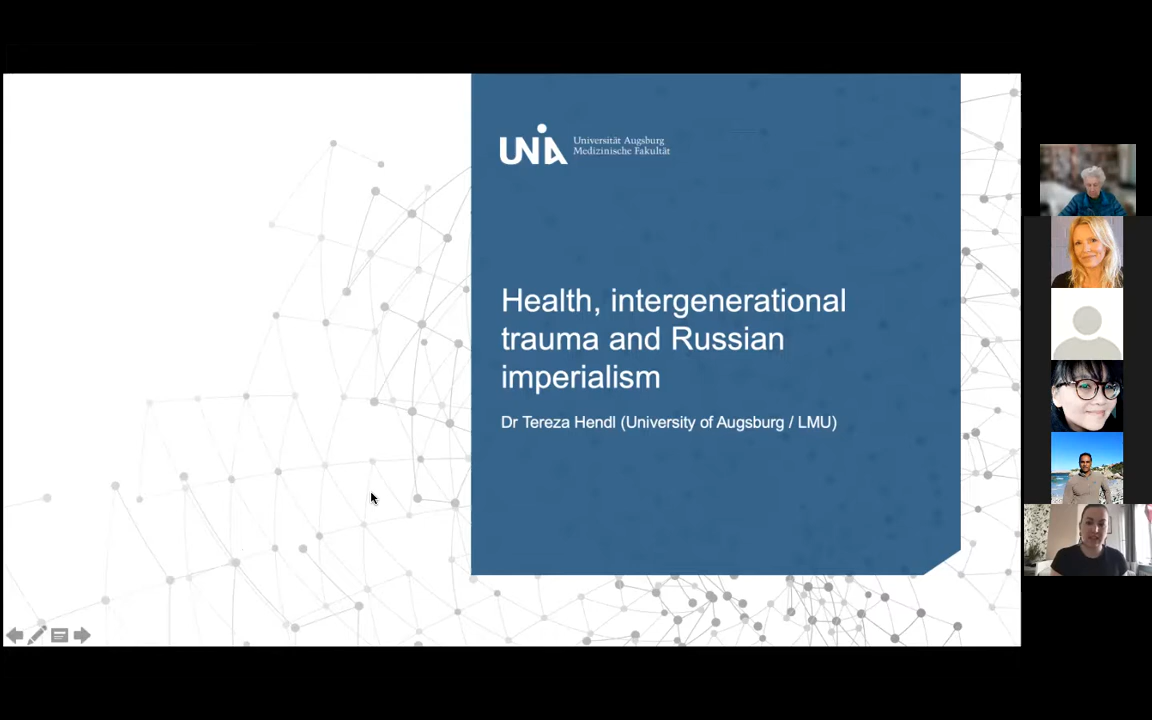 UNIA
Universität Augsburg
Medizinische Fakultät
Health, intergenerational
trauma and Russian
imperialism
Dr Tereza Hendl (University of Augsburg / LMU)